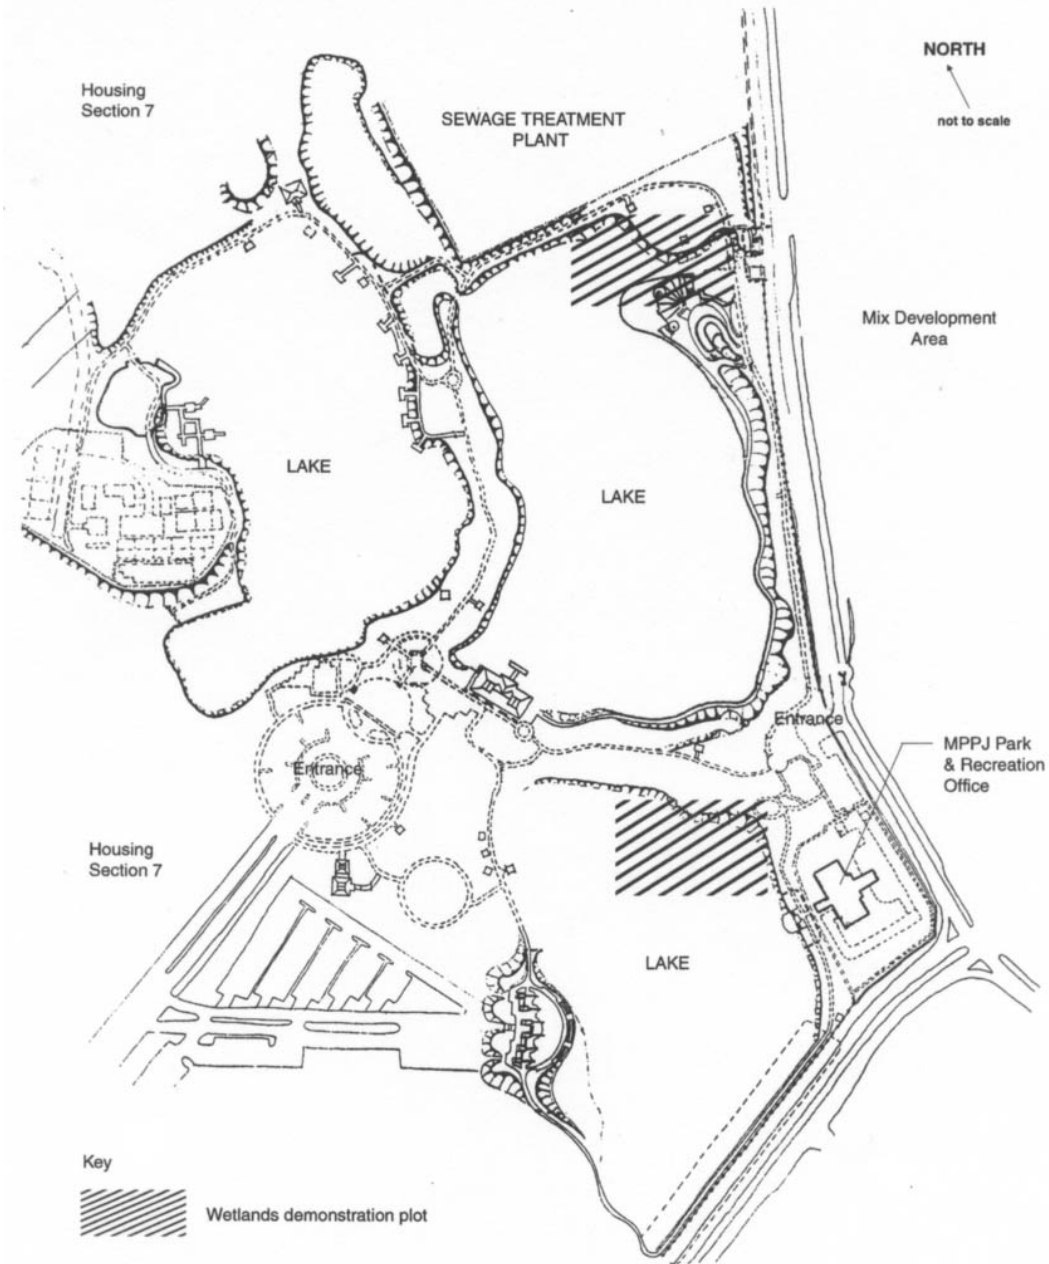 NORTH
not to scale
Housing
Section 7
SEWAGE TREATMENT
PLANT
Mix Development
Area
LAKE
LAKE
Entrance
MPPJ Park
& Recreation
Office
Entrance
Housing
Section 7
LAKE
Key
Wetlands demonstration plot